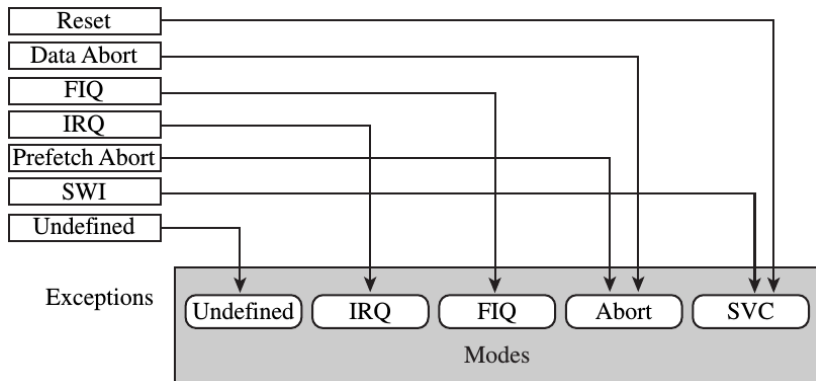 Reset
Data Abort
FIQ
IRQ
Prefetch Abort
SWI
Undefined
Exceptions
Undefined IRQ FIQ Abort SVC
Modes